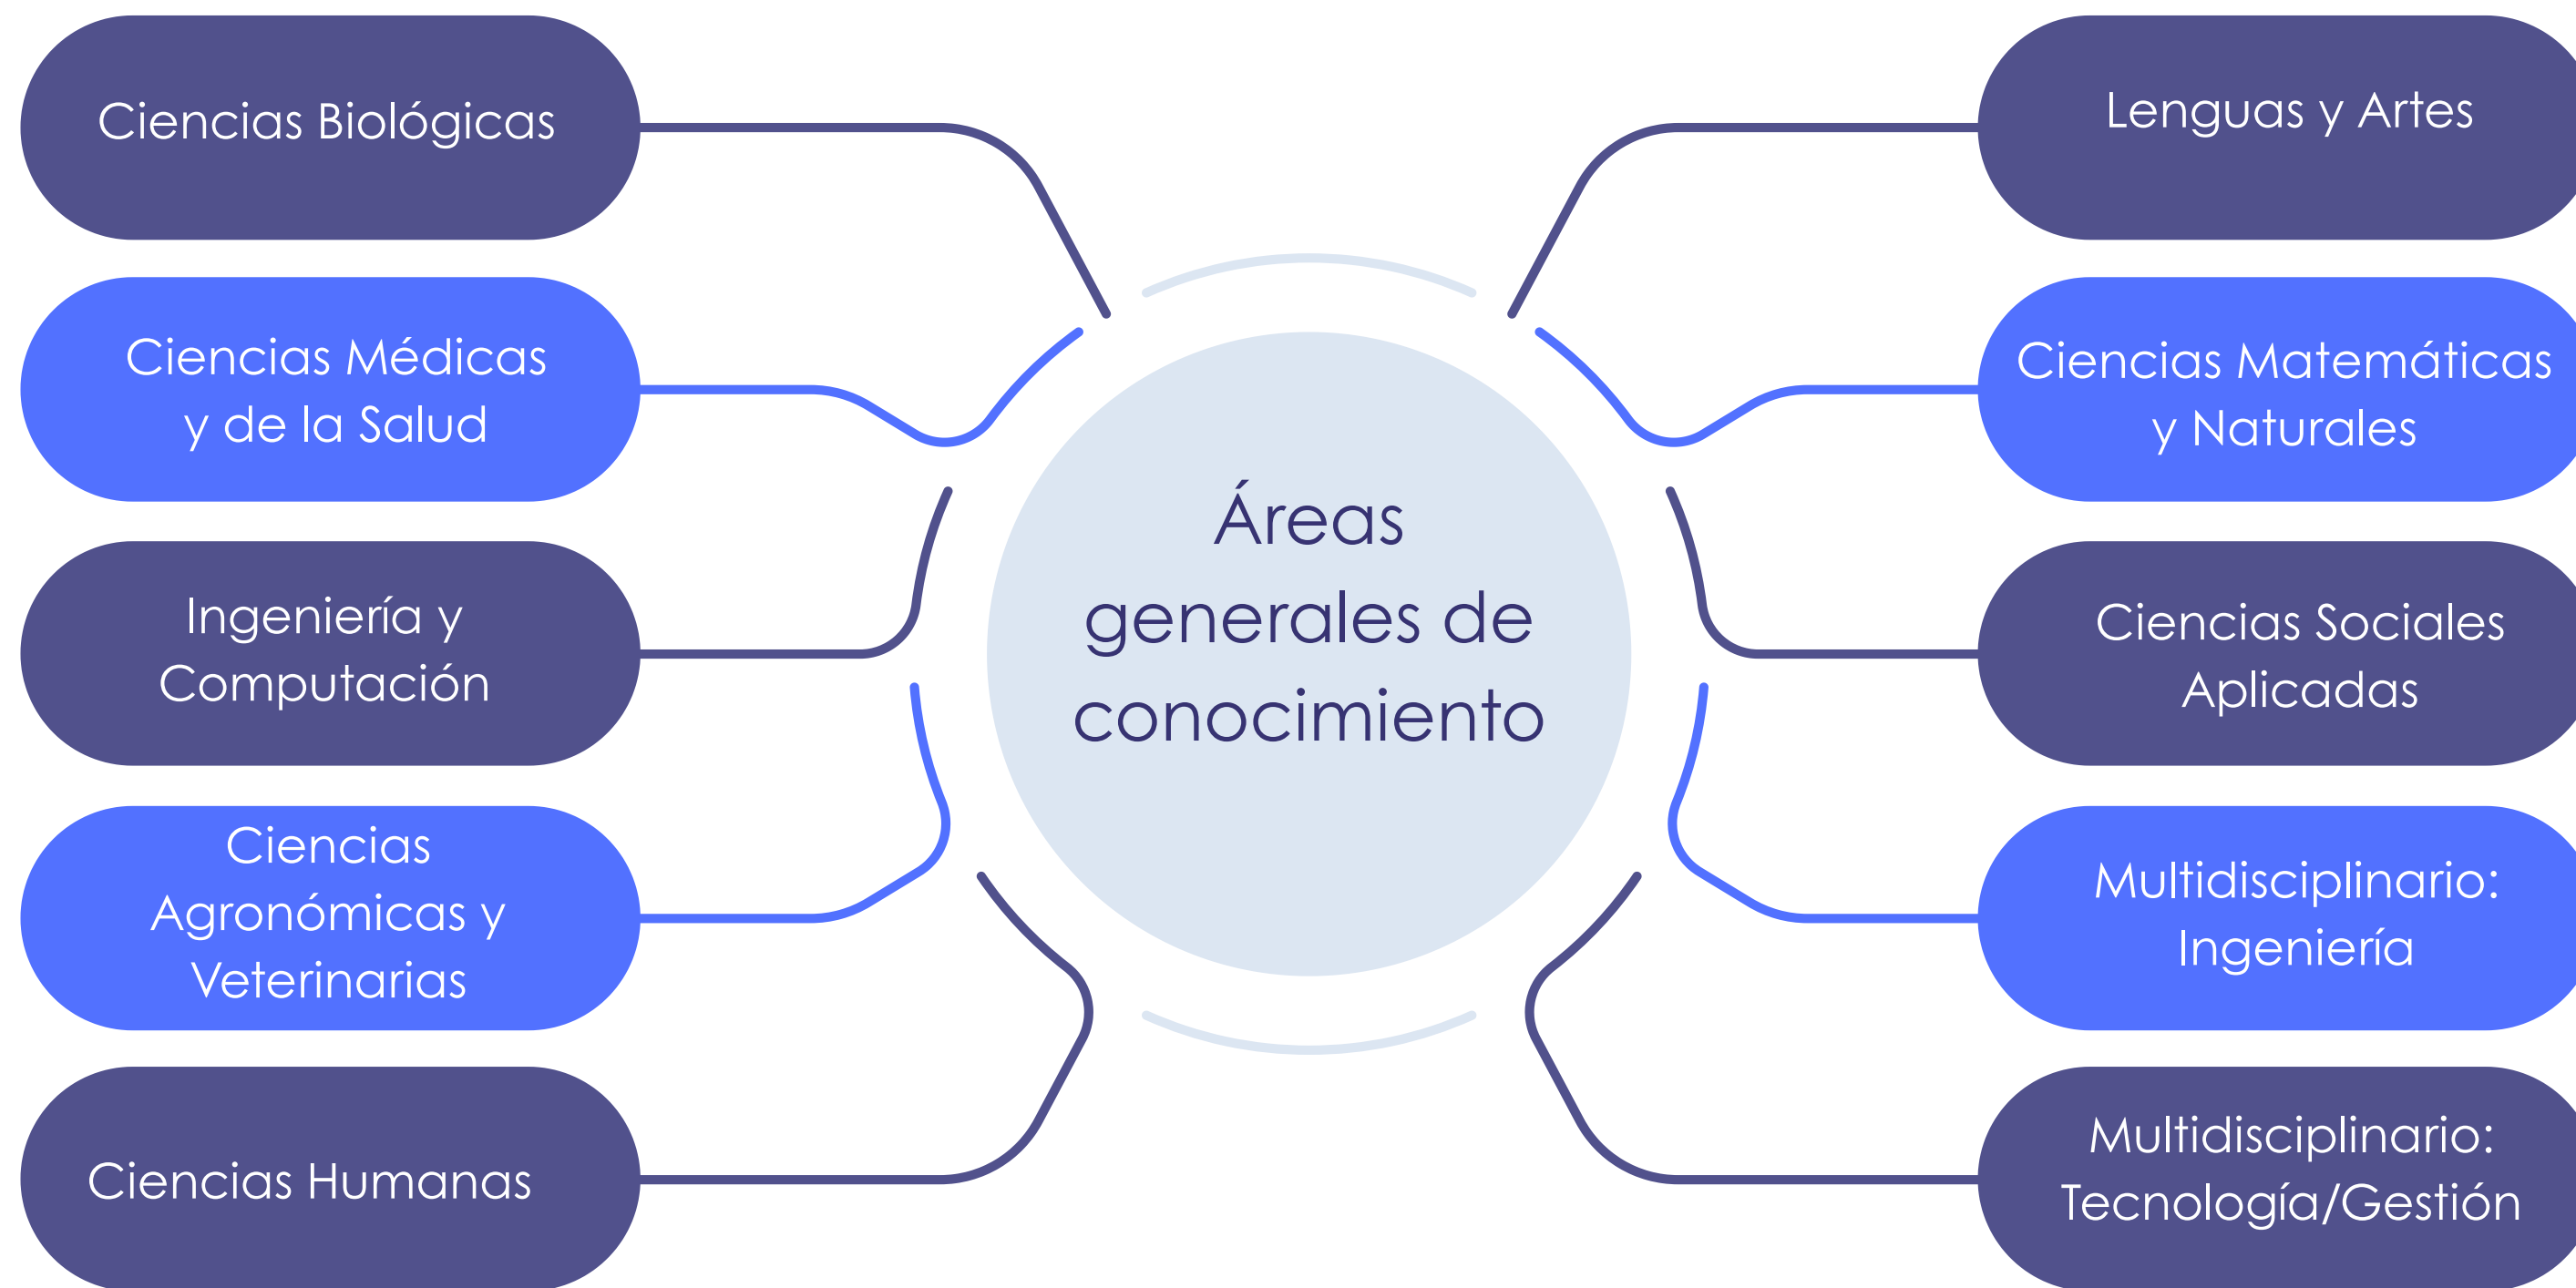 Ciencias Biológicas
Ciencias Médicas
y de la Salud
Ingeniería y
Computación
Ciencias
Agronómicas y
Veterinarias
Ciencias Humanas
Áreas
generales de
conocimiento
Lenguas y Artes
Ciencias Matemáticas
y Naturales
Ciencias Sociales
Aplicadas
Multidisciplinario:
Ingeniería
Multidisciplinario:
Tecnología/Gestión